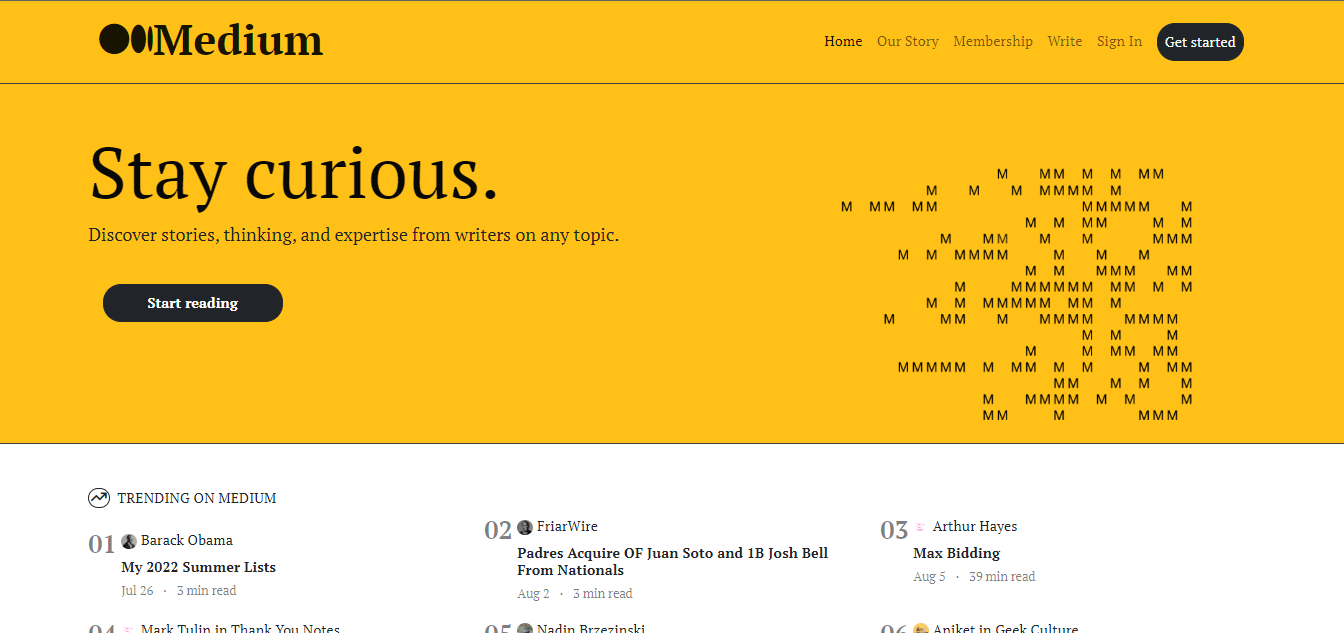 Medium
Home Our Story Membership Write Sign In Get started
Stay curious.
Discover stories, thinking, and expertise from writers on any topic.
Start reading
M MM M M MM
M M M MMMM M
M MM MM MMMMM M
M M MM M M
M MM M M MMM
M M MMMM M M M
M M MMM MM
M MMMMMM MM M M
M M MMMMM MM M
M MM M MMMM MMMM
M M M
M M MM MM
MMMMM M MM M M M MM
MM M M M
M MMMM M M M
MM M MMM
TRENDING ON MEDIUM
01 Barack Obama
My 2022 Summer Lists
Jul 26 · 3 min read
02 FriarWire
Padres Acquire OF Juan Soto and 1B Josh Bell
From Nationals
Aug 2 · 3 min read
03 Arthur Hayes
Max Bidding
Aug 5 · 39 min read
04 Mark Tulin in Thank You Notes
05 Nadin Brzezinski
06 Aniket in Geek Culture